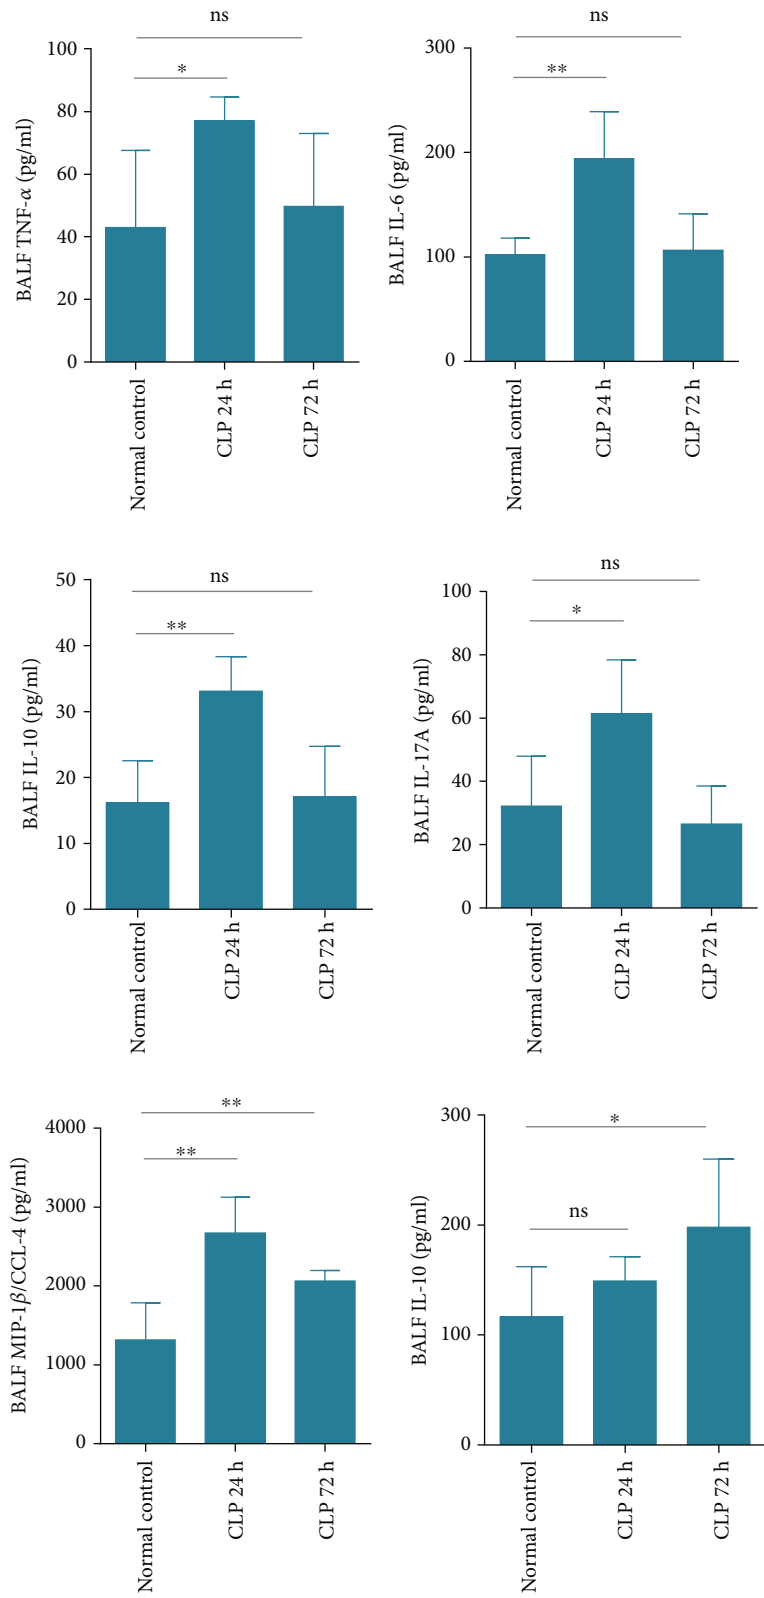 ns
*
100
80
60
40
20
0
BALF TNF-α (pg/ml)
Normal control
CLP 24 h
CLP 72 h
ns
**
300
200
100
0
BALF IL-6 (pg/ml)
Normal control
CLP 24 h
CLP 72 h
ns
**
50
40
30
20
10
0
BALF IL-10 (pg/ml)
Normal control
CLP 24 h
CLP 72 h
ns
*
100
80
60
40
20
0
BALF IL-17A (pg/ml)
Normal control
CLP 24 h
CLP 72 h
**
**
4000
3000
2000
1000
0
BALF MIP-1β/CCL-4 (pg/ml)
Normal control
CLP 24 h
CLP 72 h
*
ns
300
200
100
0
BALF IL-10 (pg/ml)
Normal control
CLP 24 h
CLP 72 h